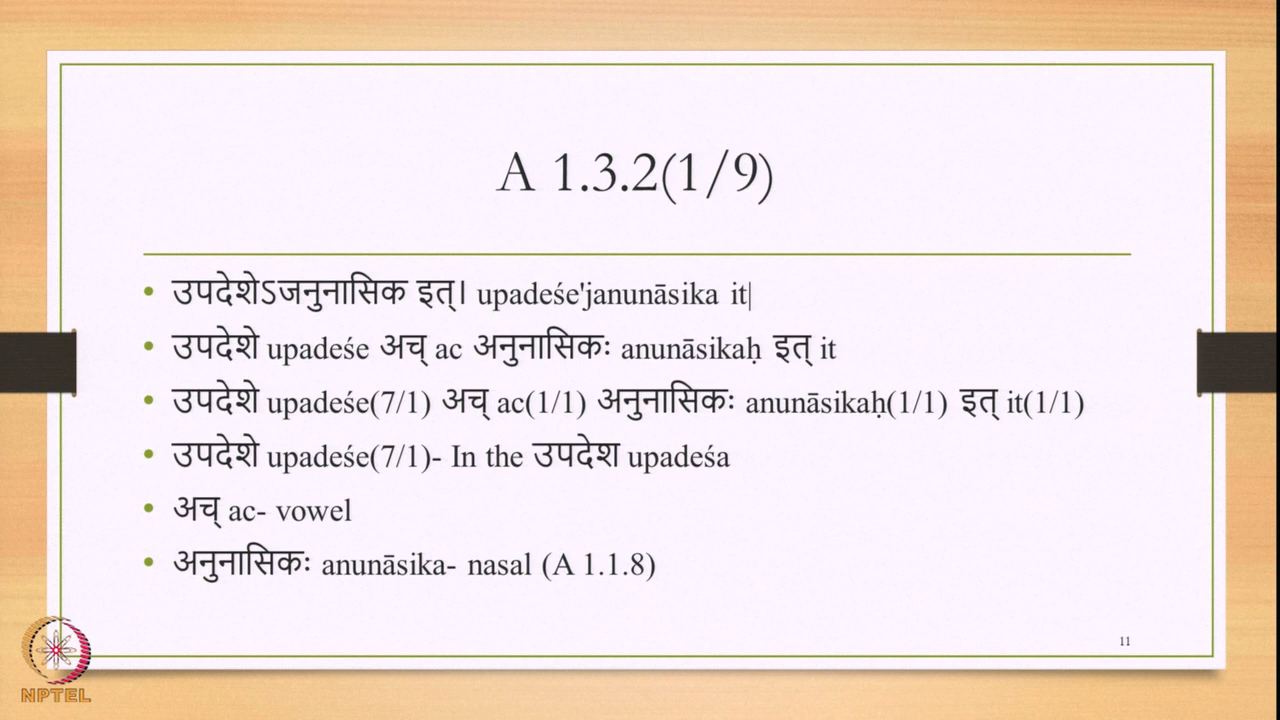 A 1.3.2(1/9)
• उपदेशेऽजनुनासिक इत्। upadeśe'janunāsika it|
• उपदेशे upadeśe अच् ac अनुनासिकः anunāsikaḥ इत् it
• उपदेशे upadeśe(7/1) अच् ac(1/1) अनुनासिकः anunāsikaḥ(1/1) इत् it(1/1)
• उपदेशे upadeśe(7/1)- In the उपदेश upadeśa
• अच् ac- vowel
• अनुनासिकः anunāsika- nasal (A 1.1.8)
11
NPTEL